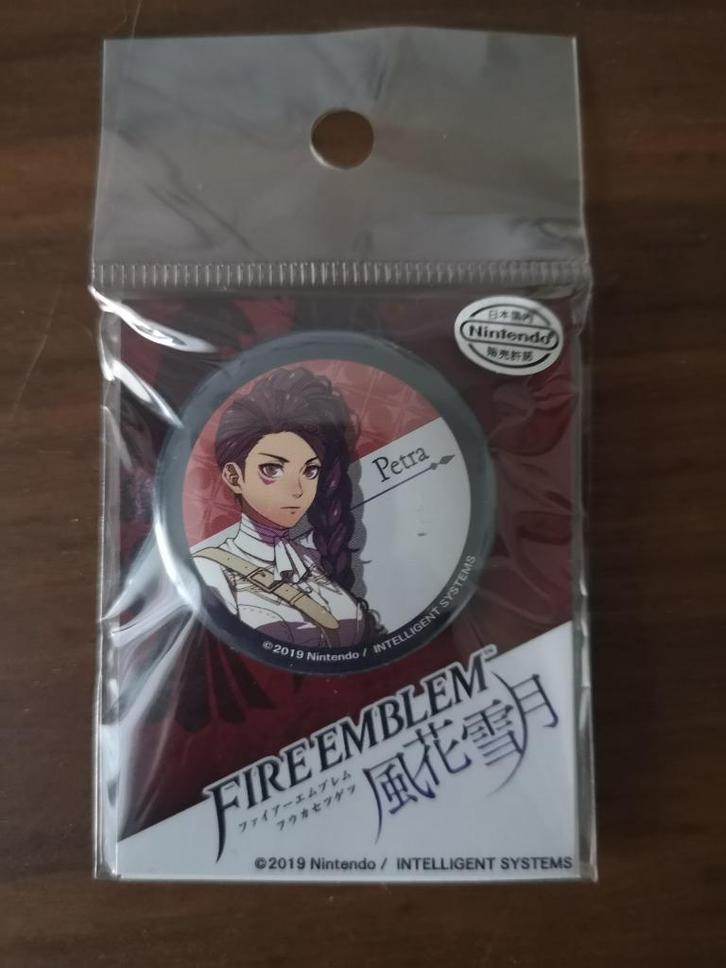 日本国内
Nintendo
販売許諾
Petra
©2019 Nintendo / INTELLIGENT SYSTEMS
FIRE EMBLEM™
ファイアーエムブレム
フウカセツゲツ
風花雪月
©2019 Nintendo / INTELLIGENT SYSTEMS